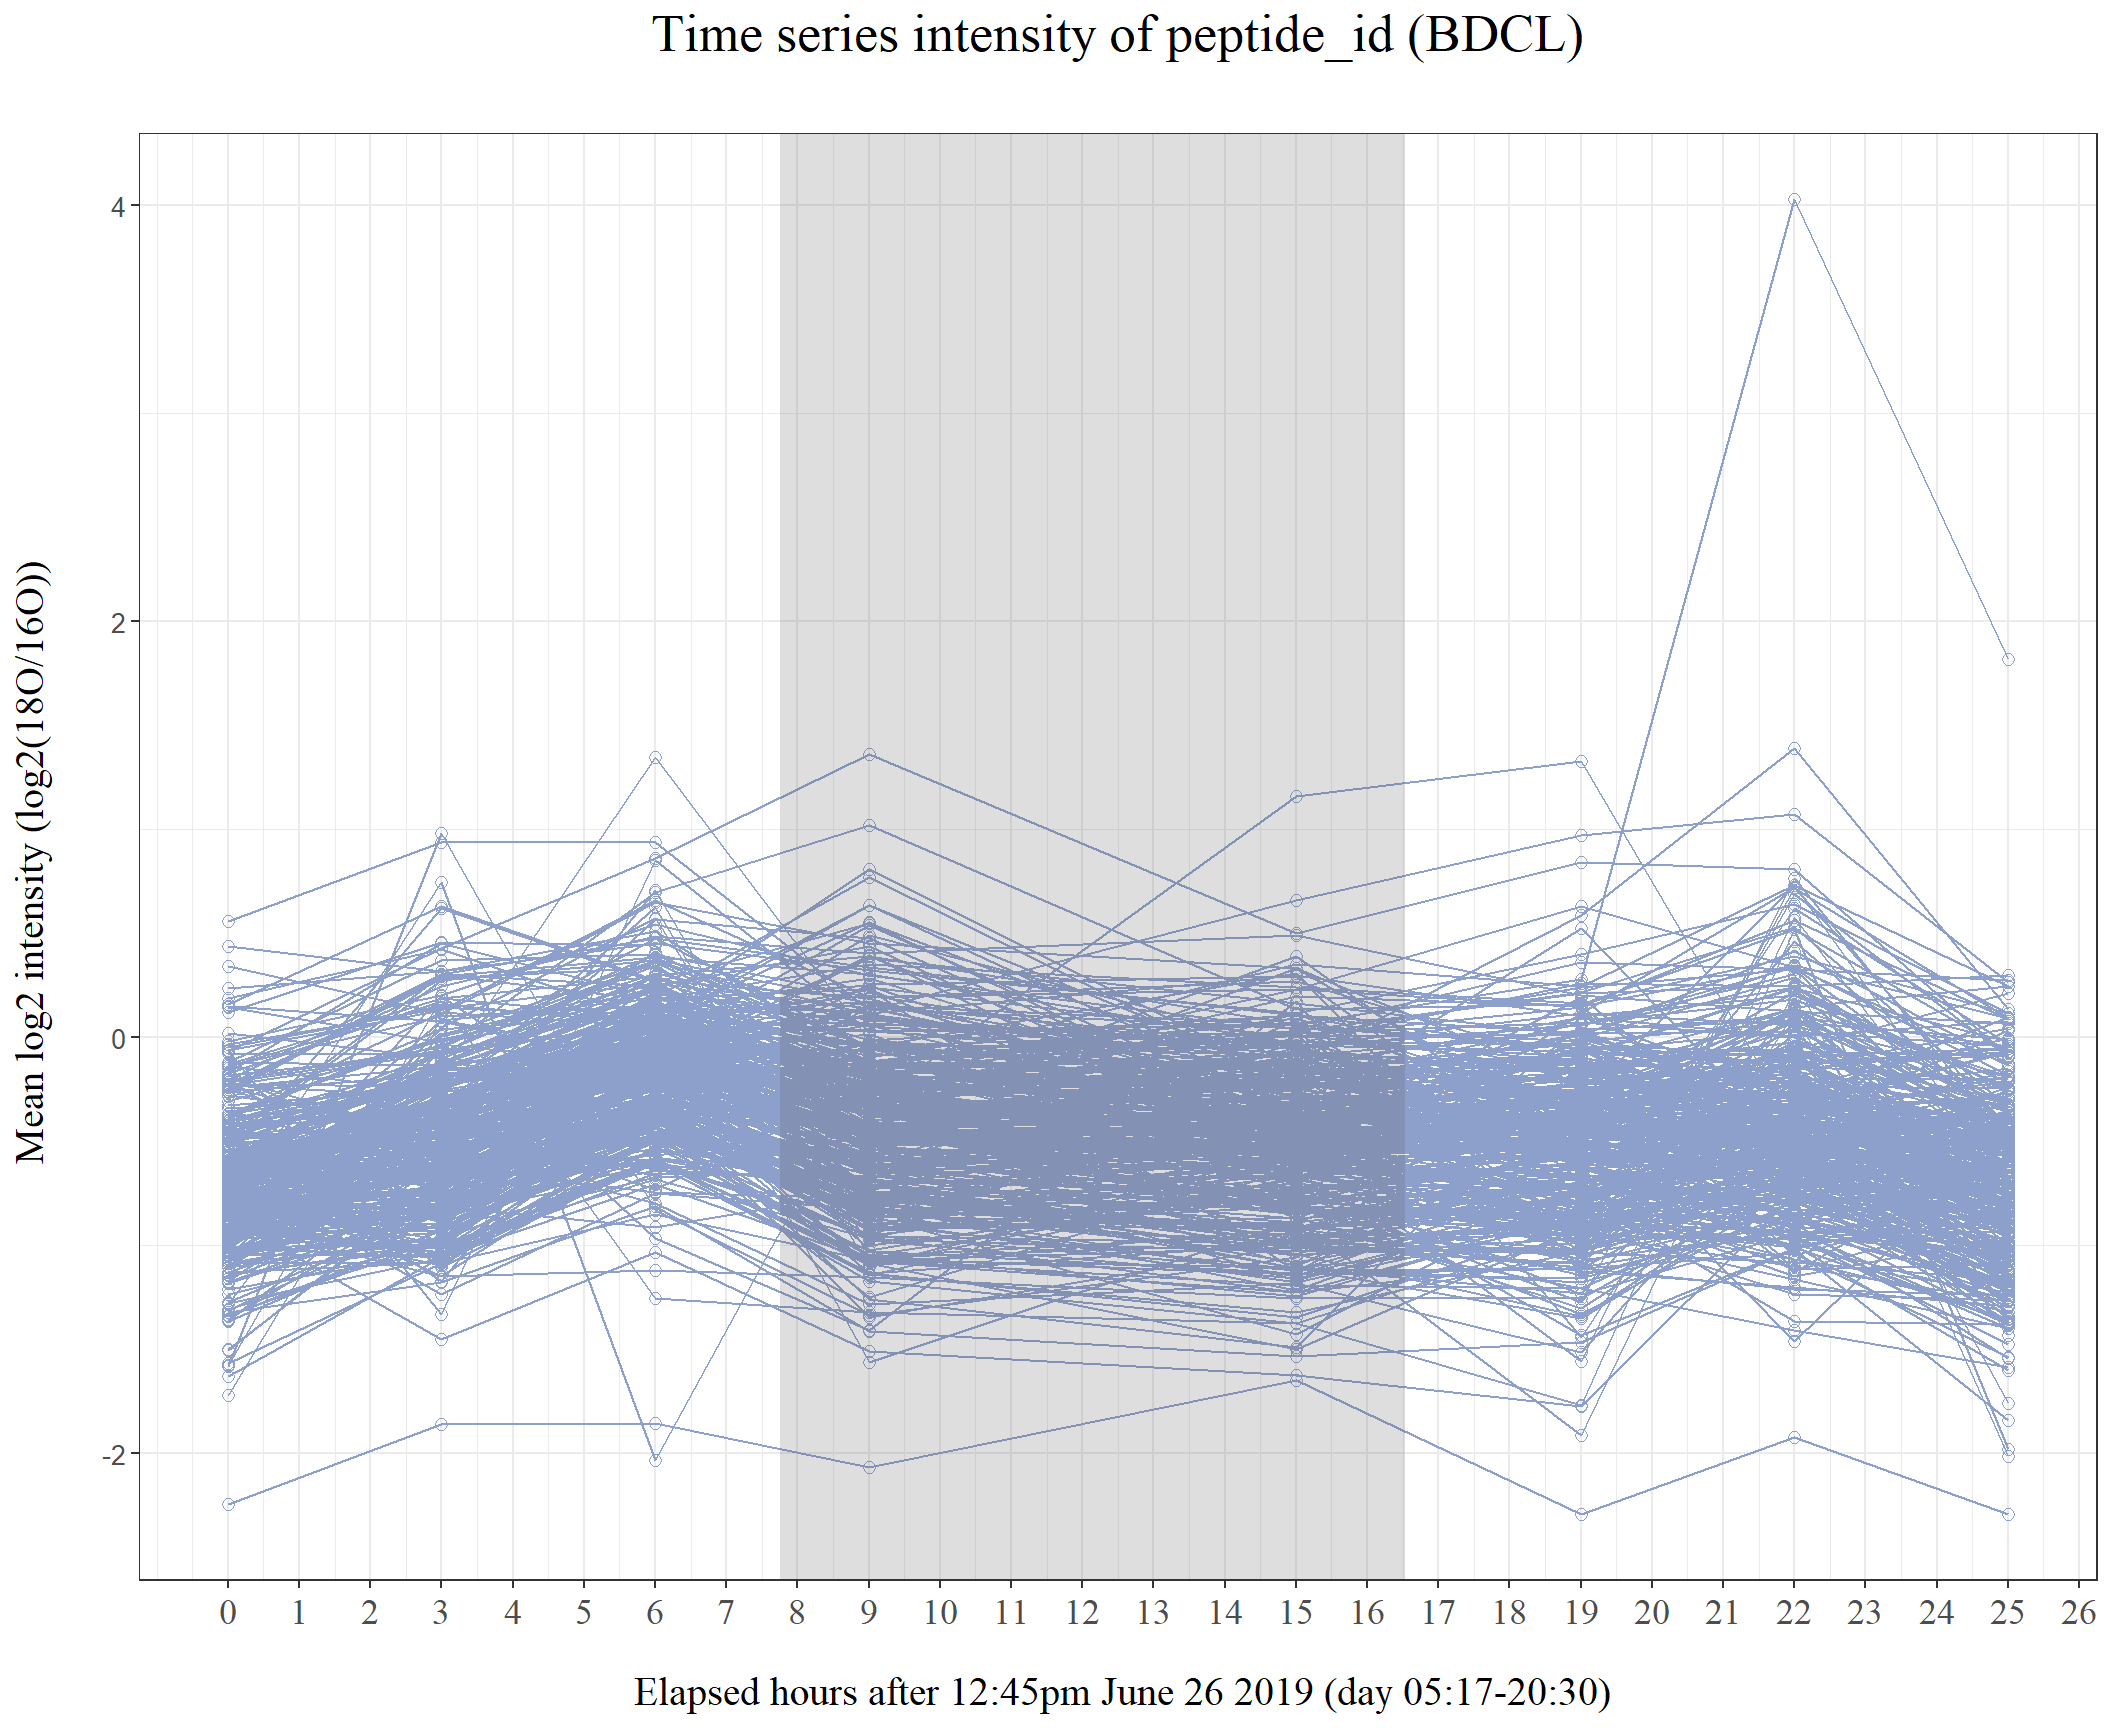 Time series intensity of peptide_id (BDCL)
Mean log2 intensity (log2(18O/16O))
4
2
0
-2
0 1 2 3 4 5 6 7 8 9 10 11 12 13 14 15 16 17 18 19 20 21 22 23 24 25 26
Elapsed hours after 12:45pm June 26 2019 (day 05:17-20:30)